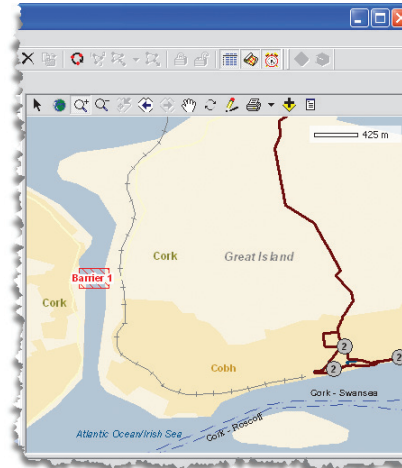 425 m
Cork
Great Island
Barrier 1
Cork
2
Cobh
2
2
Cork - Swansea
Cork - Roscoff
Atlantic Ocean/Irish Sea